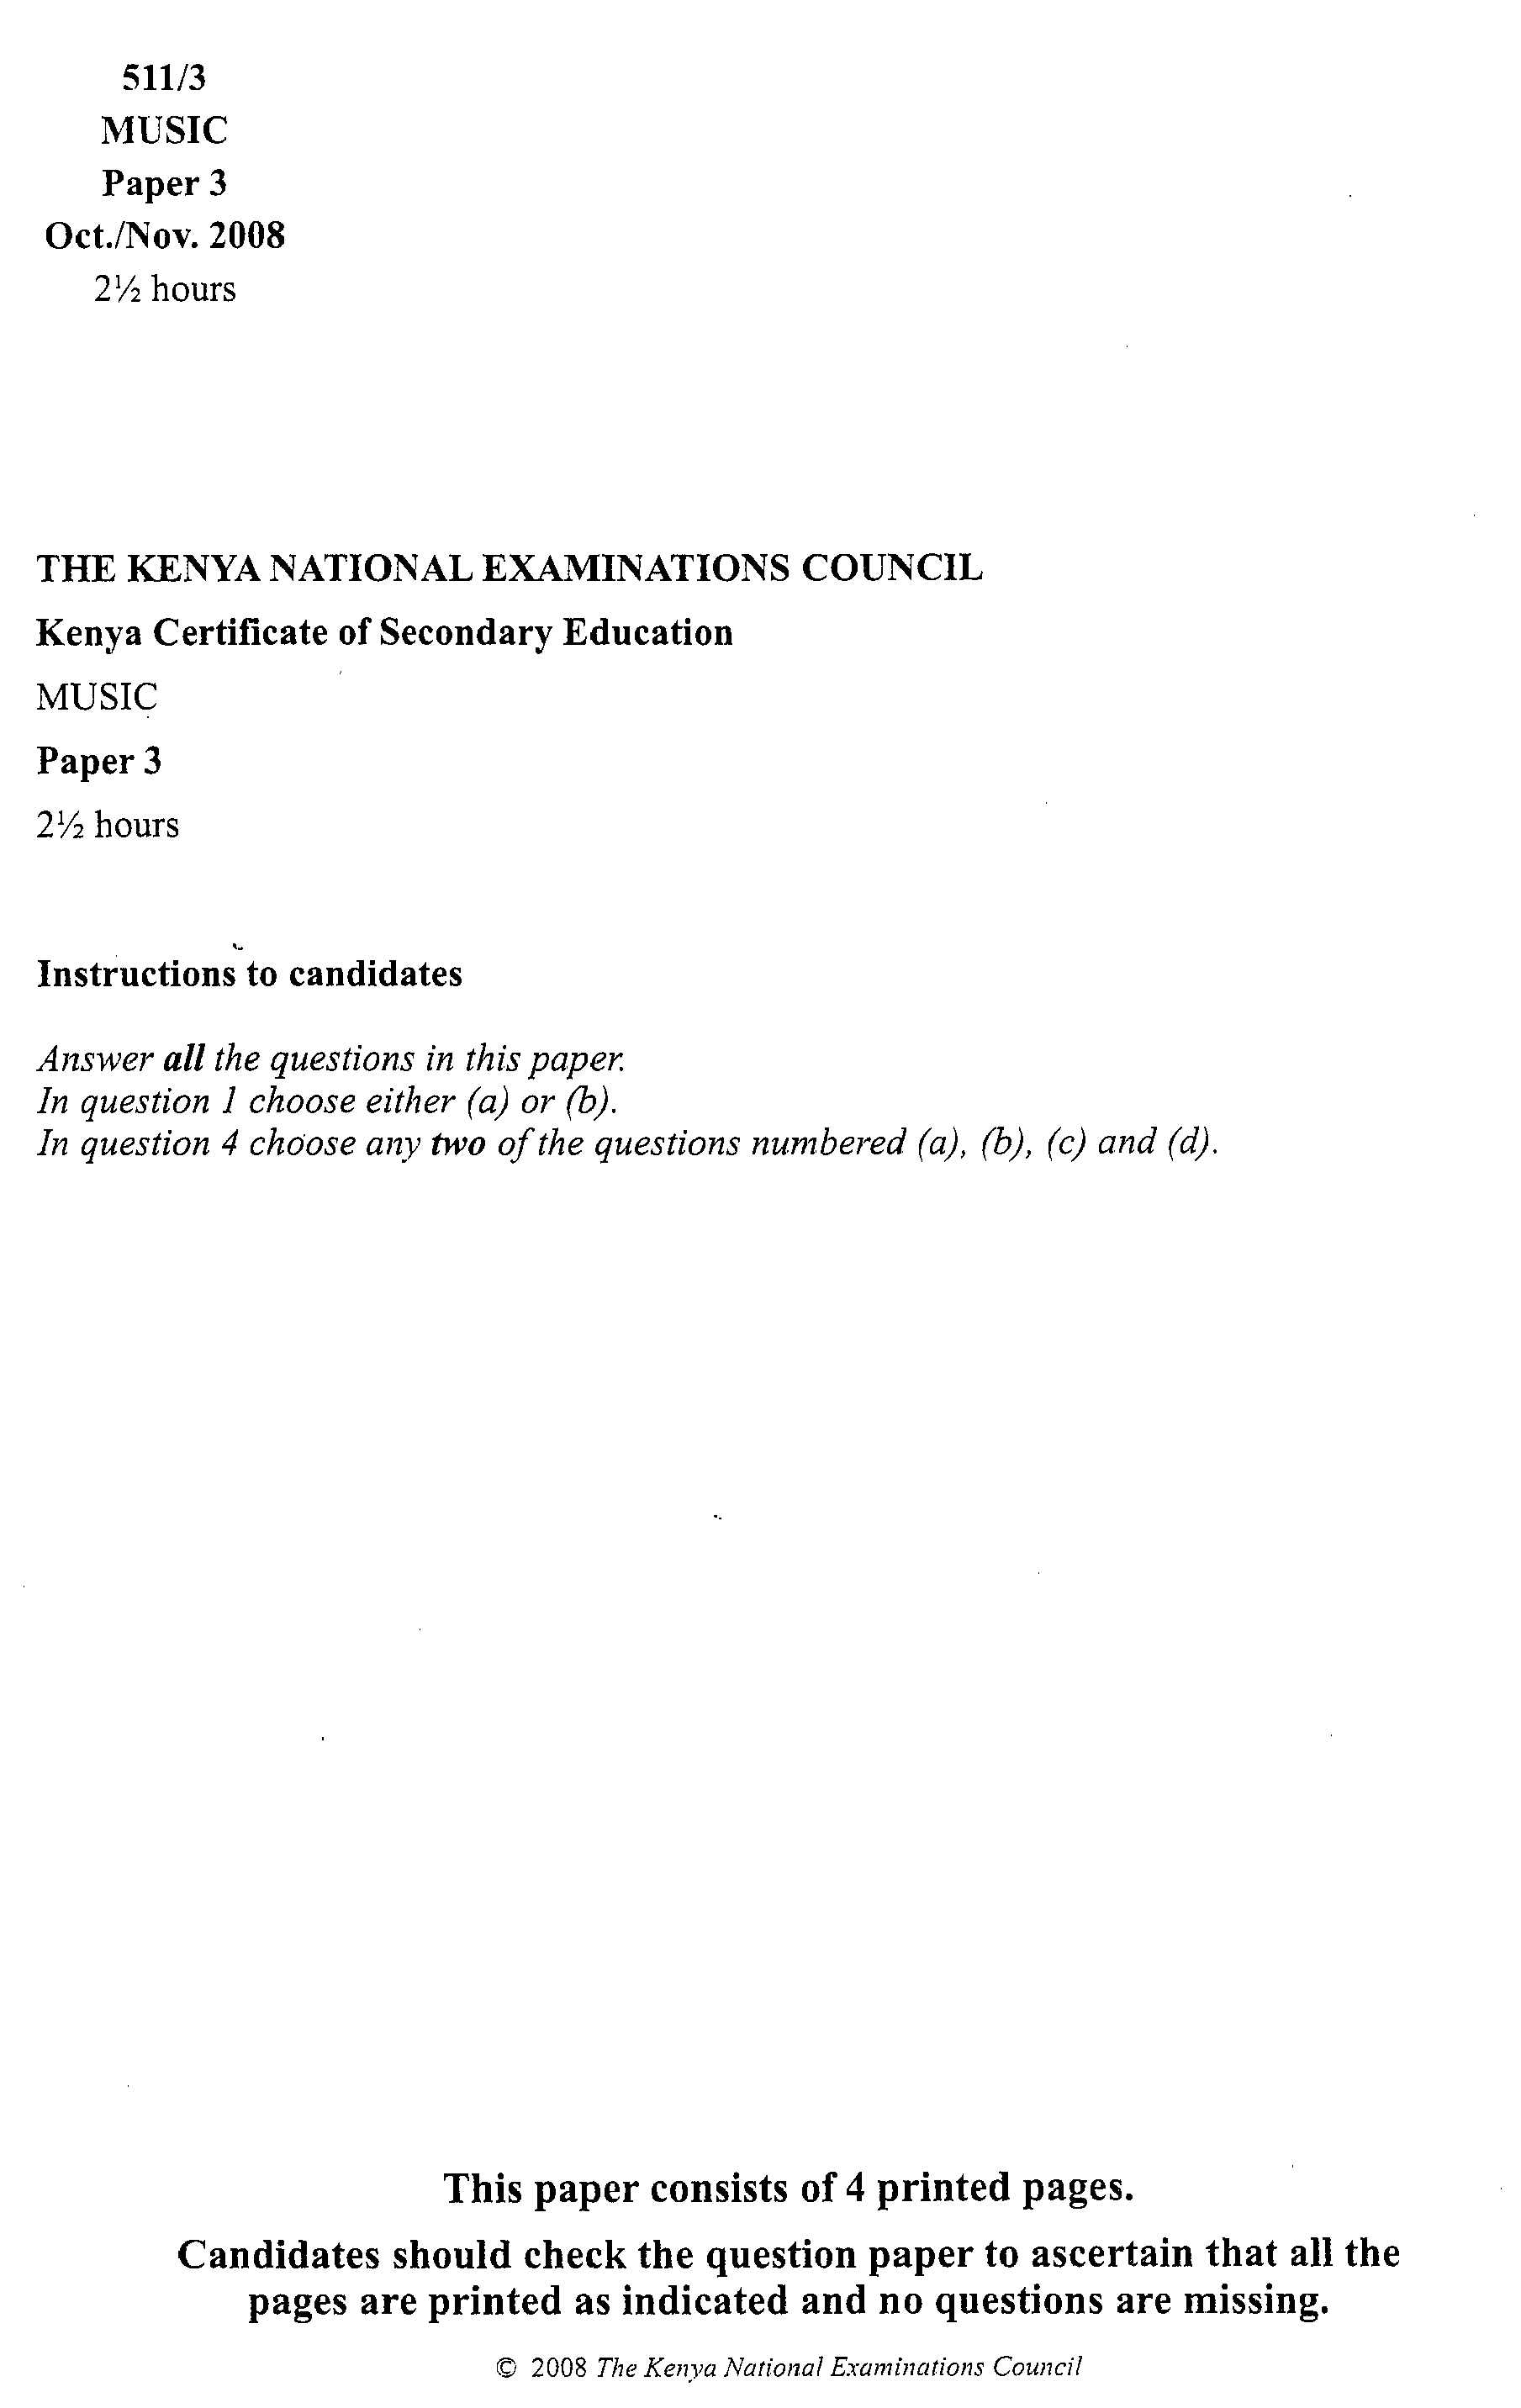 511/3
MUSIC
Paper 3
Oct./Nov. 2008
2½ hours
THE KENYA NATIONAL EXAMINATIONS COUNCIL
Kenya Certificate of Secondary Education
MUSIC
Paper 3
2½ hours
Instructions to candidates
Answer all the questions in this paper.
In question 1 choose either (a) or (b).
In question 4 choose any two of the questions numbered (a), (b), (c) and (d).
This paper consists of 4 printed pages.
Candidates should check the question paper to ascertain that all the
pages are printed as indicated and no questions are missing.
© 2008 The Kenya National Examinations Council